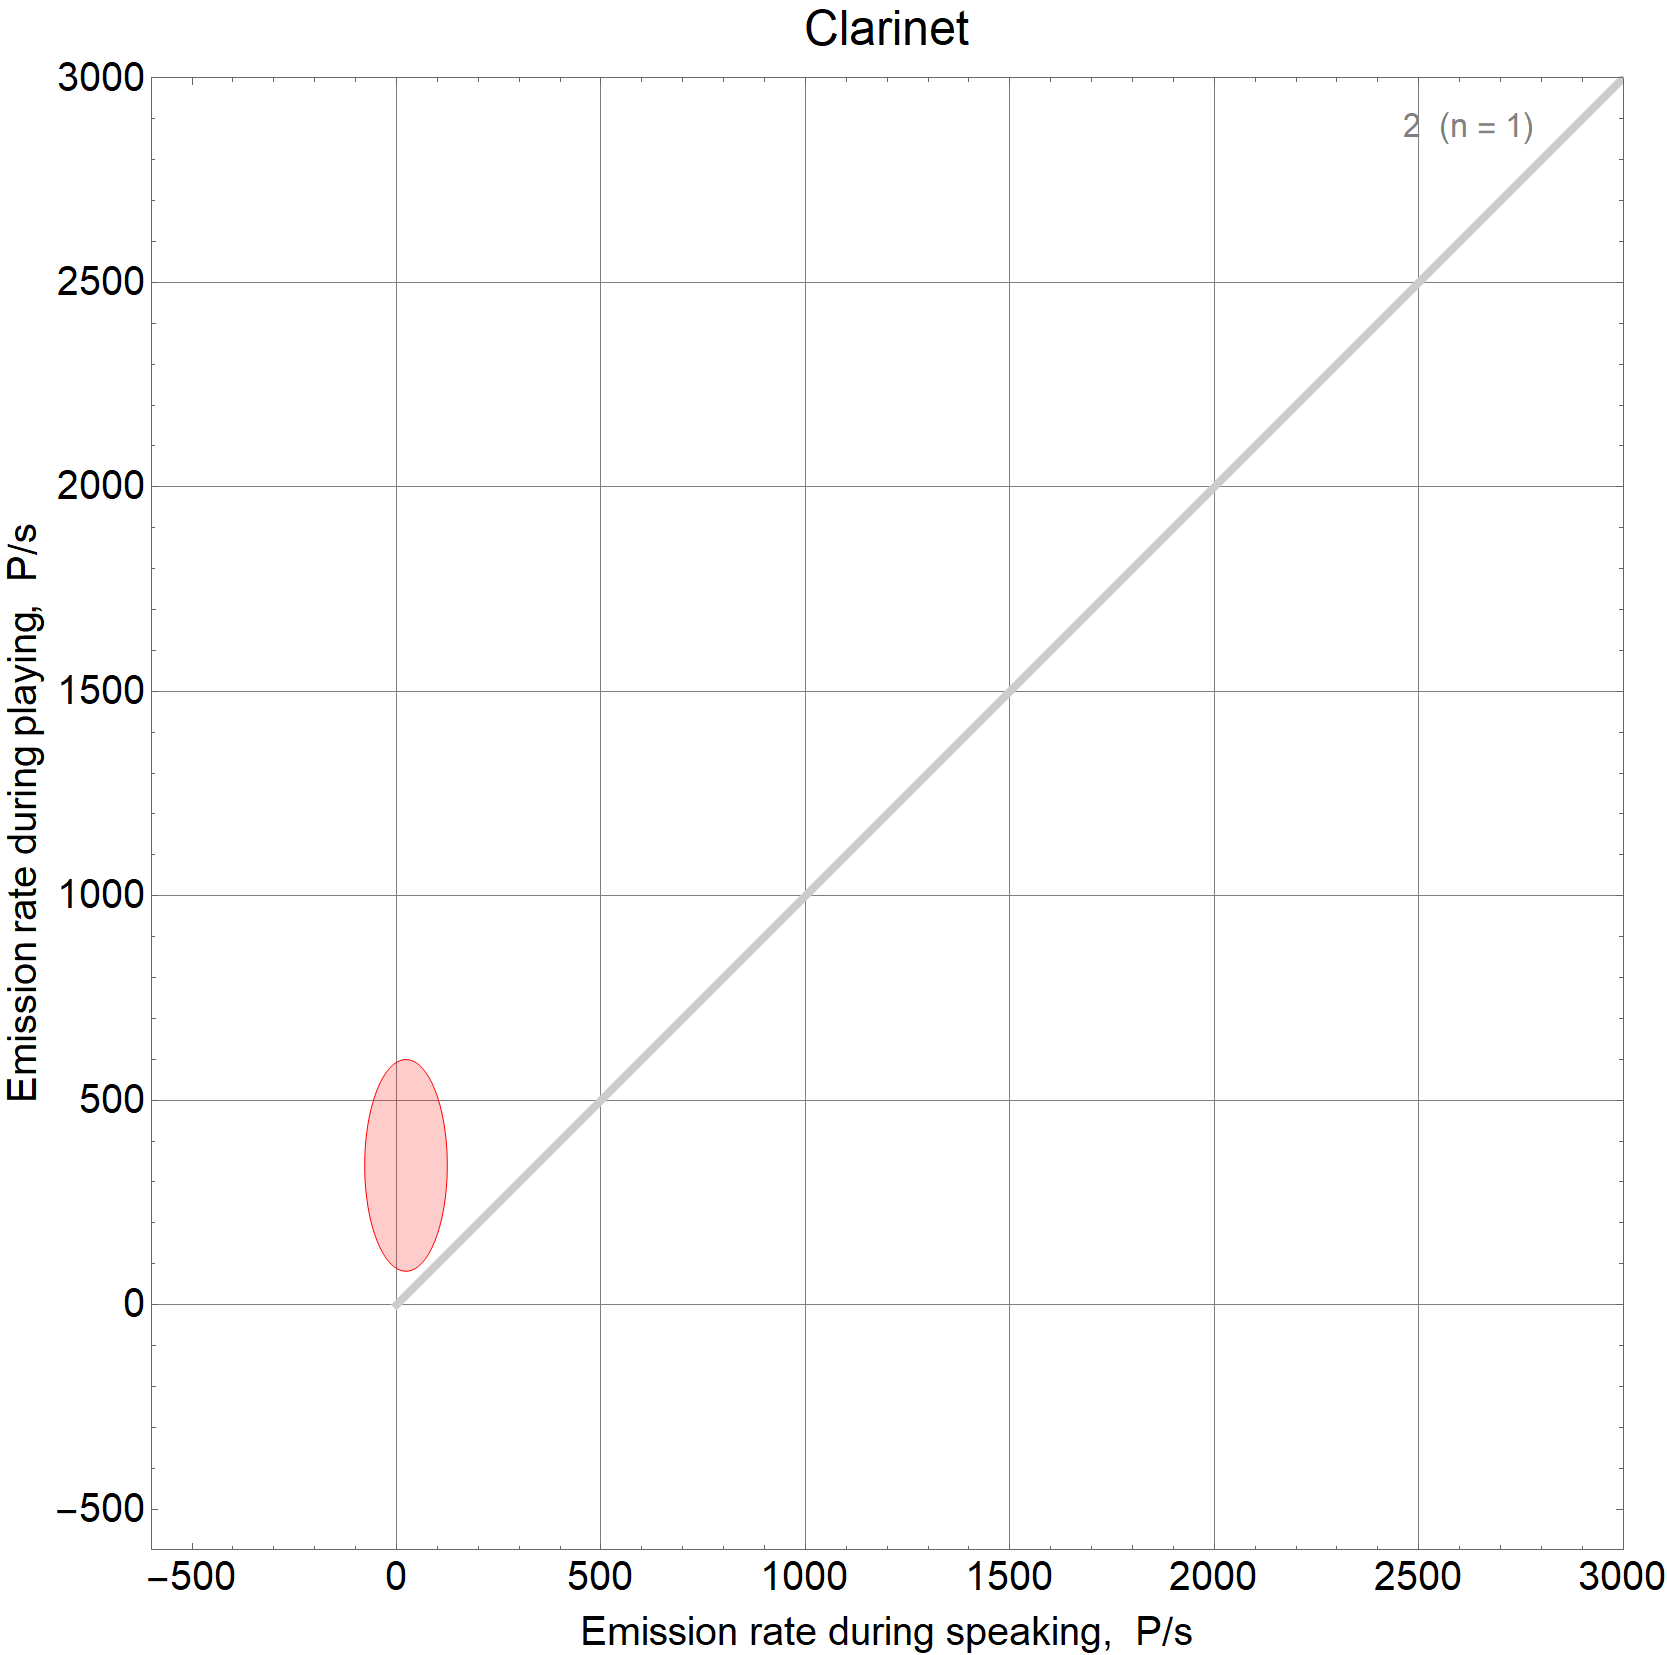 Clarinet
3000
2 (n = 1)
2500
2000
1500
1000
500
0
−500
Emission rate during playing, P/s
−500 0 500 1000 1500 2000 2500 3000
Emission rate during speaking, P/s